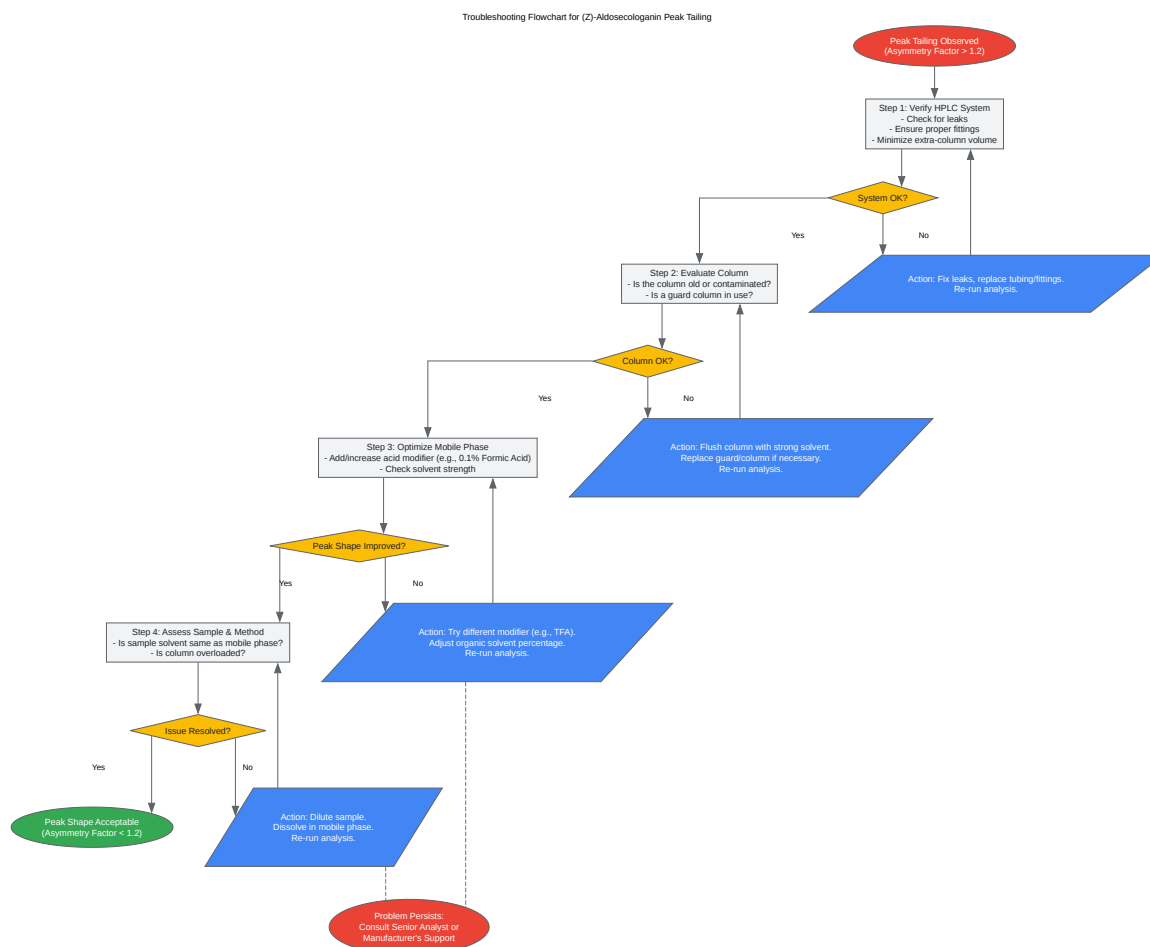 Troubleshooting Flowchart for (Z)-Aldosecologanin Peak Tailing
Peak Tailing Observed
(Asymmetry Factor > 1.2)
Step 1: Verify HPLC System
- Check for leaks
- Ensure proper fittings
- Minimize extra-column volume
System OK?
Yes
No
Action: Fix leaks, replace tubing/fittings.
Re-run analysis.
Step 2: Evaluate Column
- Is the column old or contaminated?
- Is a guard column in use?
Column OK?
Yes
No
Action: Flush column with strong solvent.
Replace guard/column if necessary.
Re-run analysis.
Step 3: Optimize Mobile Phase
- Add/increase acid modifier (e.g., 0.1% Formic Acid)
- Check solvent strength
Peak Shape Improved?
Yes
No
Action: Try different modifier (e.g., TFA).
Adjust organic solvent percentage.
Re-run analysis.
Step 4: Assess Sample & Method
- Is sample solvent same as mobile phase?
- Is column overloaded?
Issue Resolved?
Yes
No
Peak Shape Acceptable
(Asymmetry Factor < 1.2)
Action: Dilute sample.
Dissolve in mobile phase.
Re-run analysis.
Problem Persists:
Consult Senior Analyst or
Manufacturer's Support